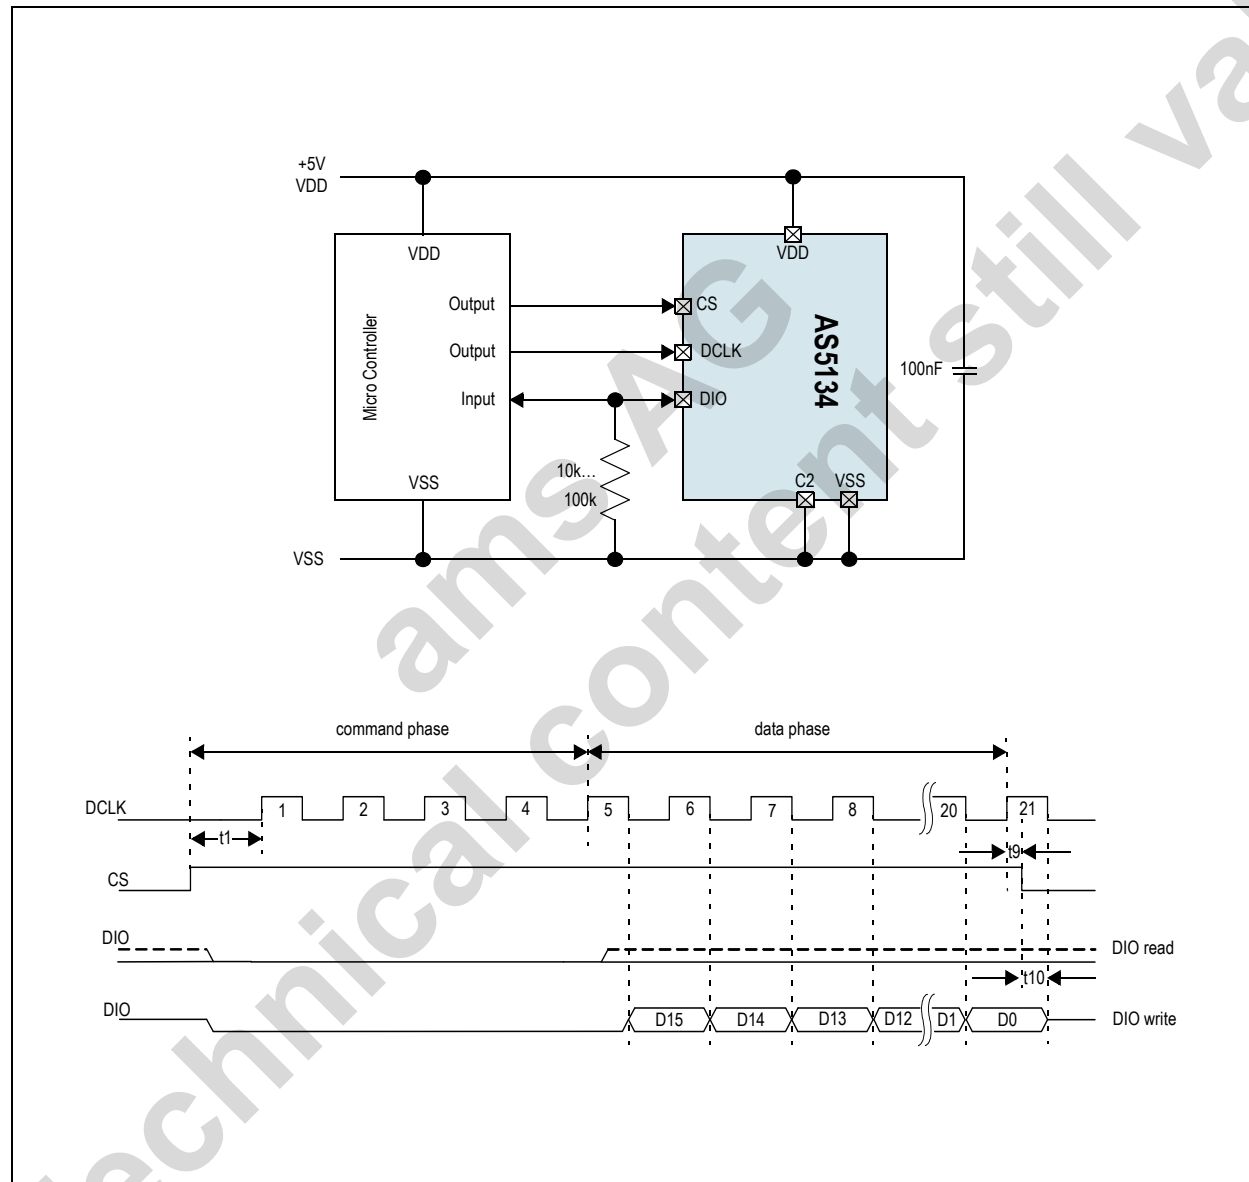 +5V
VDD
VDD
VDD
Output
CS
Micro Controller
Output
DCLK
AS5134
100nF
Input
DIO
10k...
100k
VSS
C2
VSS
VSS
ams AG
technical content still va
command phase
data phase
DCLK
1
2
3
4
5
6
7
8
20
21
t1
t9
CS
DIO
DIO read
t10
DIO
D15
D14
D13
D12
D1
D0
DIO write